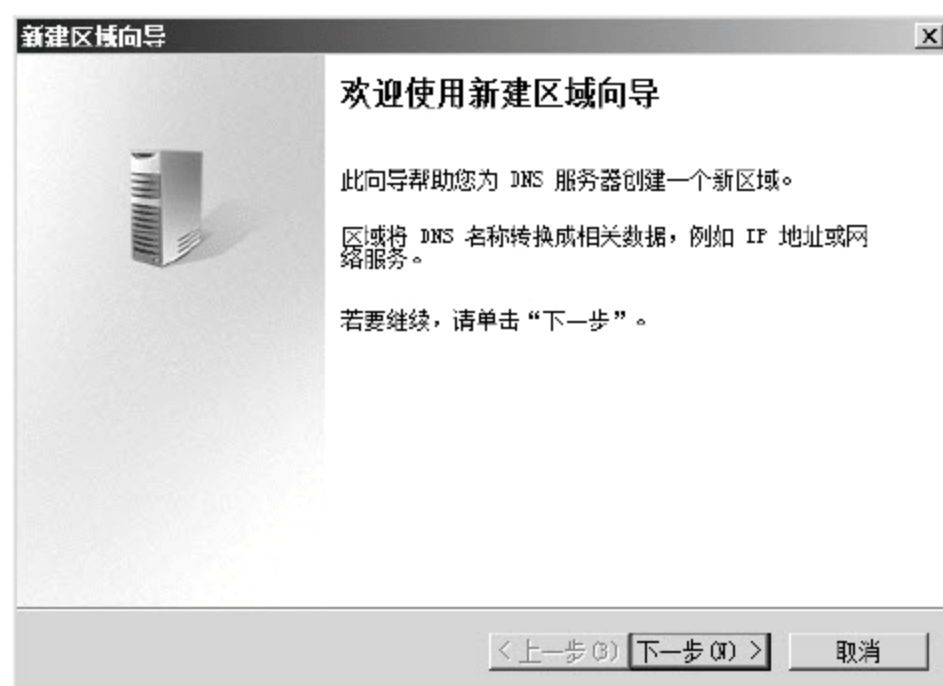 新建区域向导
欢迎使用新建区域向导
此向导帮助您为 DNS 服务器创建一个新区域。
区域将 DNS 名称转换成相关数据，例如 IP 地址或网
络服务。
若要继续，请单击“下一步”。
< 上一步(B) 下一步(N) > 取消